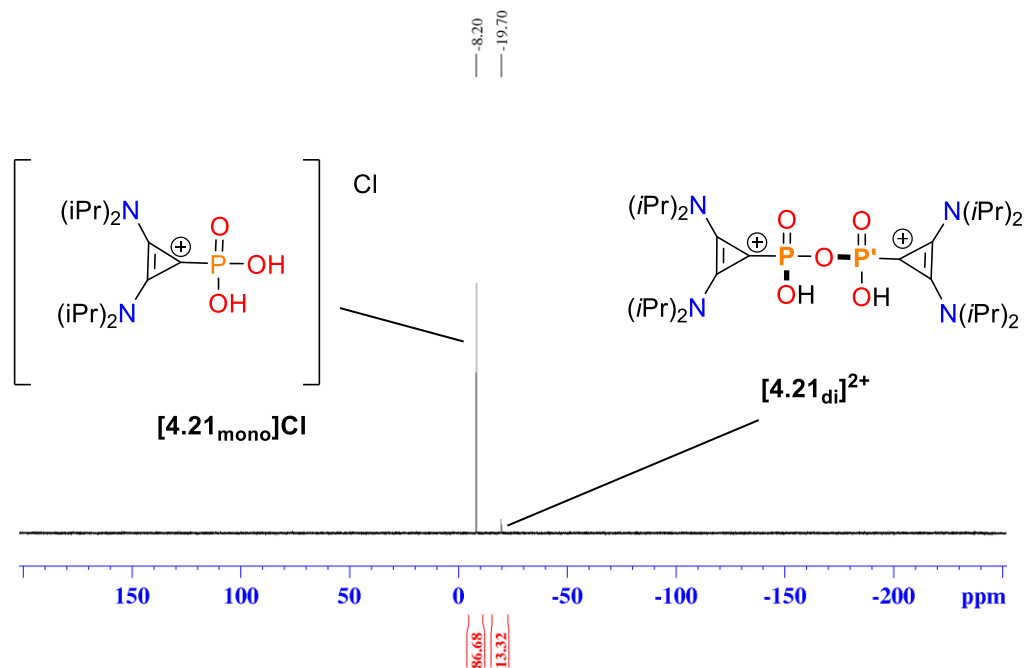 -8.20
-19.70
Cl
(iPr)₂N
O
P
OH
OH
(iPr)₂N
[4.21mono]Cl
(iPr)₂N
O
O
N(iPr)₂
P
O
P'
OH
OH
(iPr)₂N
N(iPr)₂
[4.21di]²⁺
150 100 50 0 -50 -100 -150 -200 ppm
86.68
13.32